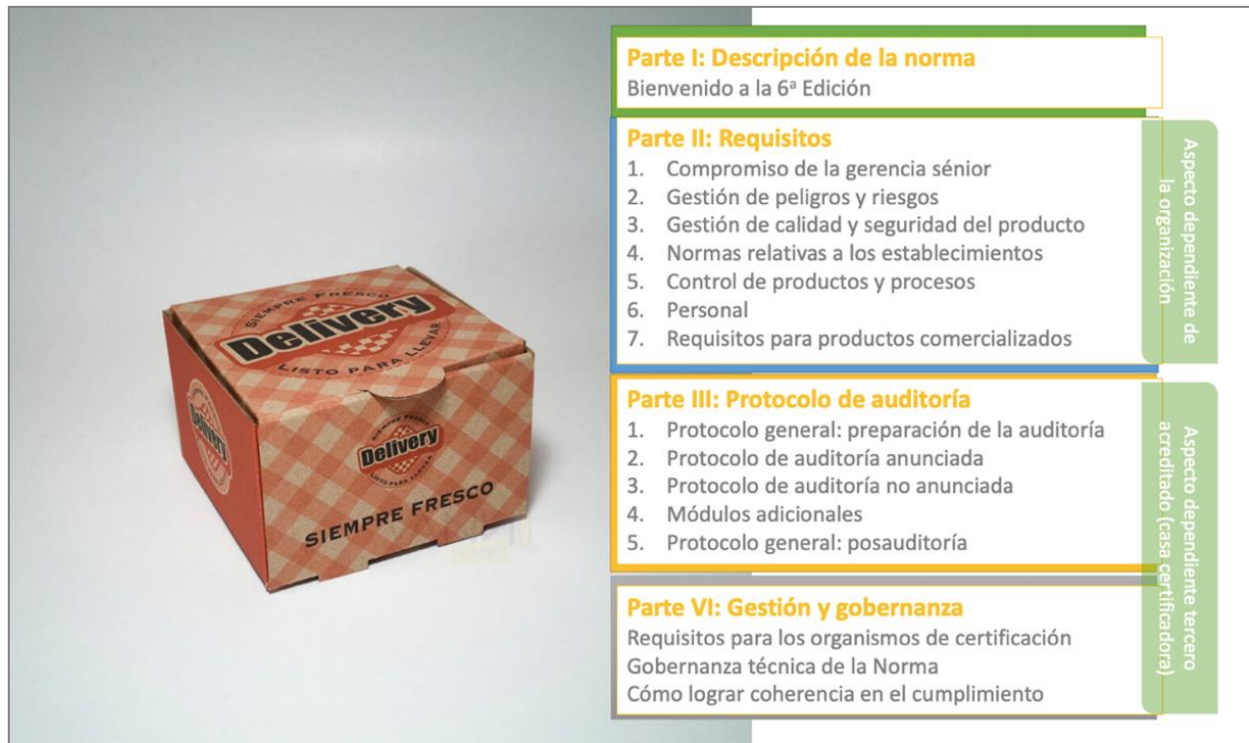 SIEMPRE FRESCO
Delivery
LISTO PARA LLEVAR
Delivery
SIEMPRE FRESCO
Delivery
LISTO PARA LLEVAR
SIEMPRE FRESCO
Parte I: Descripción de la norma
Bienvenido a la 6ª Edición
Parte II: Requisitos
1. Compromiso de la gerencia sénior
2. Gestión de peligros y riesgos
3. Gestión de calidad y seguridad del producto
4. Normas relativas a los establecimientos
5. Control de productos y procesos
6. Personal
7. Requisitos para productos comercializados
Aspecto dependiente de
la organización
Parte III: Protocolo de auditoría
1. Protocolo general: preparación de la auditoría
2. Protocolo de auditoría anunciada
3. Protocolo de auditoría no anunciada
4. Módulos adicionales
5. Protocolo general: posauditoría
Parte VI: Gestión y gobernanza
Requisitos para los organismos de certificación
Gobernanza técnica de la Norma
Cómo lograr coherencia en el cumplimiento
Aspecto dependiente tercero
acreditado (casa certificadora)